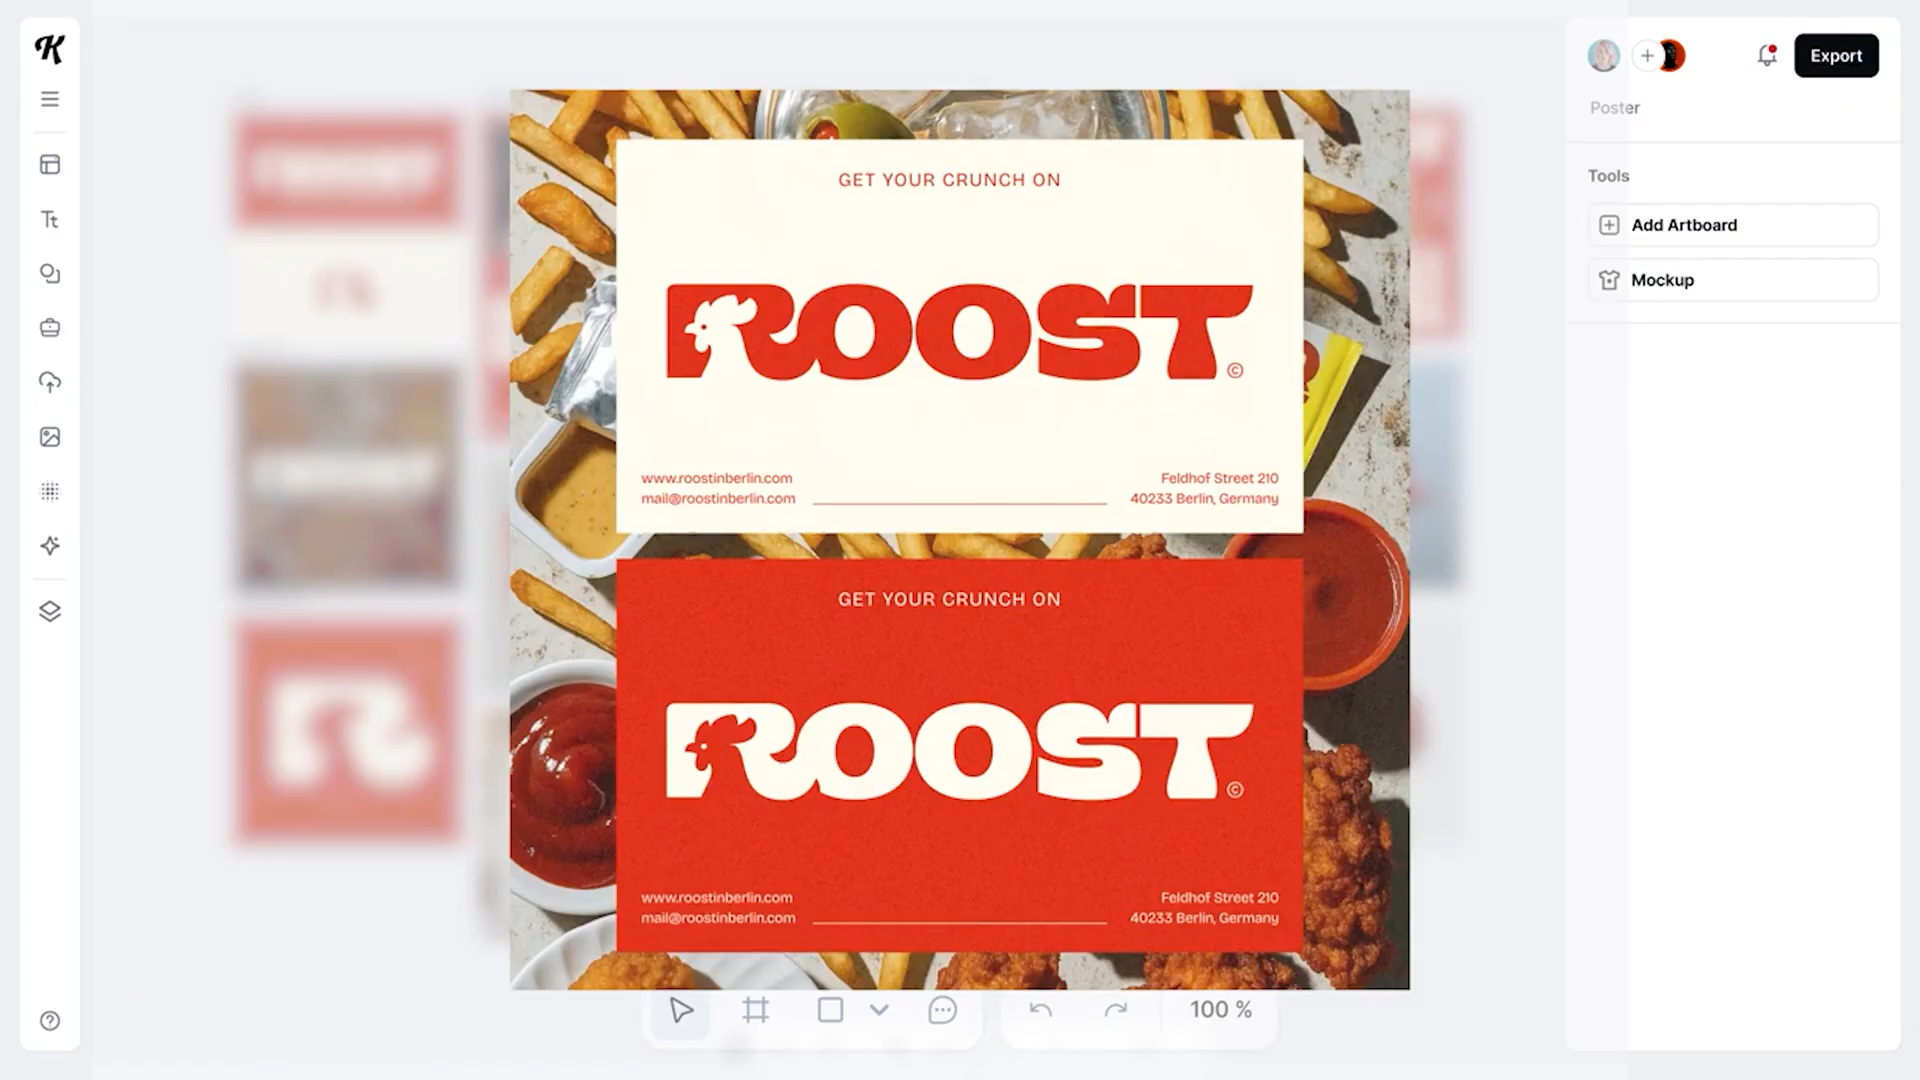 K
Tt
GET YOUR CRUNCH ON
ROOST©
www.roostinberlin.com
mail@roostinberlin.com
Feldhof Street 210
40233 Berlin, Germany
GET YOUR CRUNCH ON
ROOST©
www.roostinberlin.com
mail@roostinberlin.com
Feldhof Street 210
40233 Berlin, Germany
100 %
Export
Poster
Tools
Add Artboard
Mockup